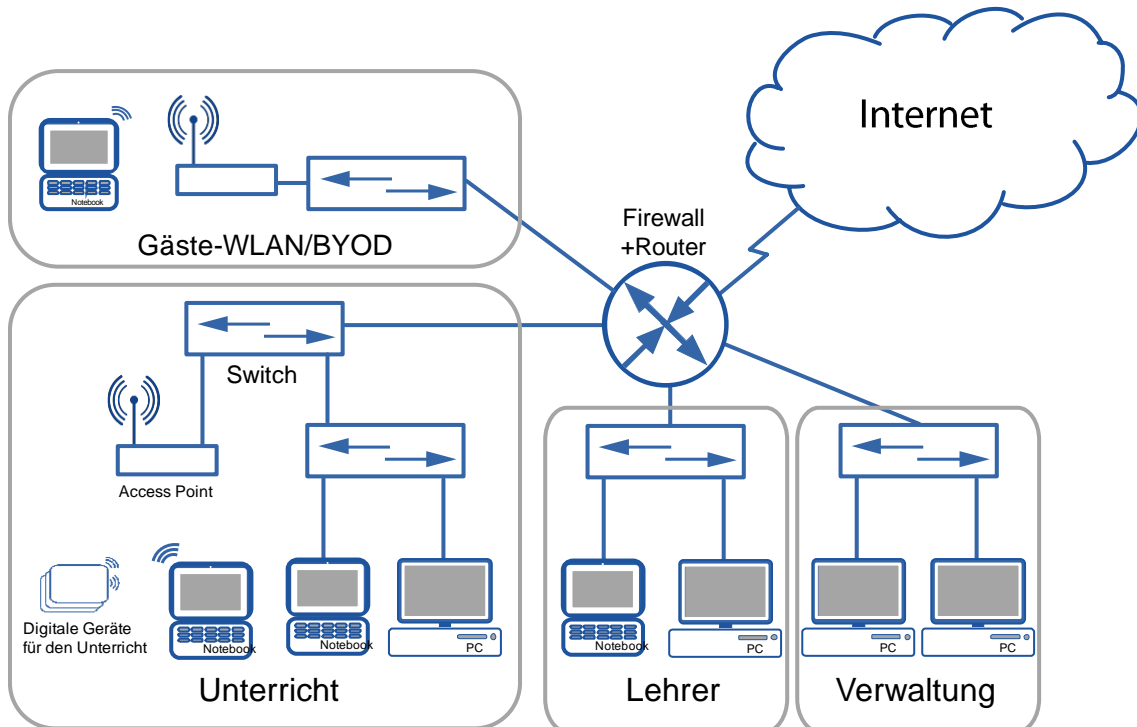 Internet
Notebook
Gäste-WLAN/BYOD
Firewall
+Router
Switch
Access Point
Digitale Geräte
für den Unterricht
Notebook
Notebook
PC
Unterricht
Notebook
PC
Lehrer
PC
PC
Verwaltung